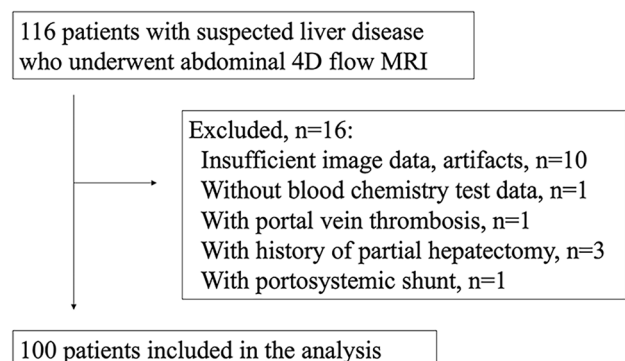 116 patients with suspected liver disease
who underwent abdominal 4D flow MRI
Excluded, n=16:
Insufficient image data, artifacts, n=10
Without blood chemistry test data, n=1
With portal vein thrombosis, n=1
With history of partial hepatectomy, n=3
With portosystemic shunt, n=1
100 patients included in the analysis